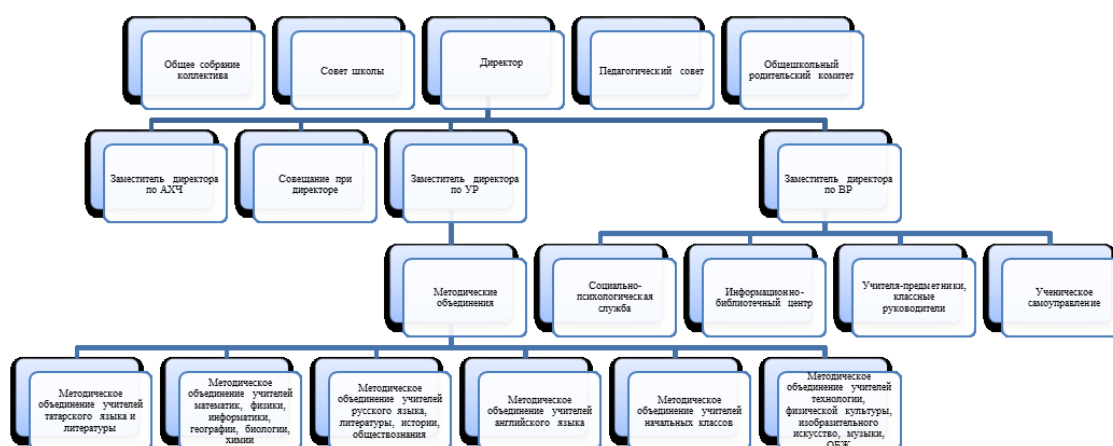 Общее собрание
коллектива
Совет школы
Директор
Педагогический совет
Общешкольный
родительский комитет
Заместитель директора
по АХЧ
Совещание при
директоре
Заместитель директора
по УР
Заместитель директора
по ВР
Методические
объединения
Социально-
психологическая
служба
Информационно-
библиотечный центр
Учителя-предметники,
классные
руководители
Ученическое
самоуправление
Методическое
объединение учителей
татарского языка и
литературы
Методическое
объединение учителей
математик, физики,
информатики,
географии, биологии,
химии
Методическое
объединение учителей
русского языка,
литературы, истории,
обществознания
Методическое
объединение учителей
английского языка
Методическое
объединение учителей
начальных классов
Методическое
объединение учителей
технологии,
физической культуры,
изобразительного
искусство, музыки,
ОБЖ